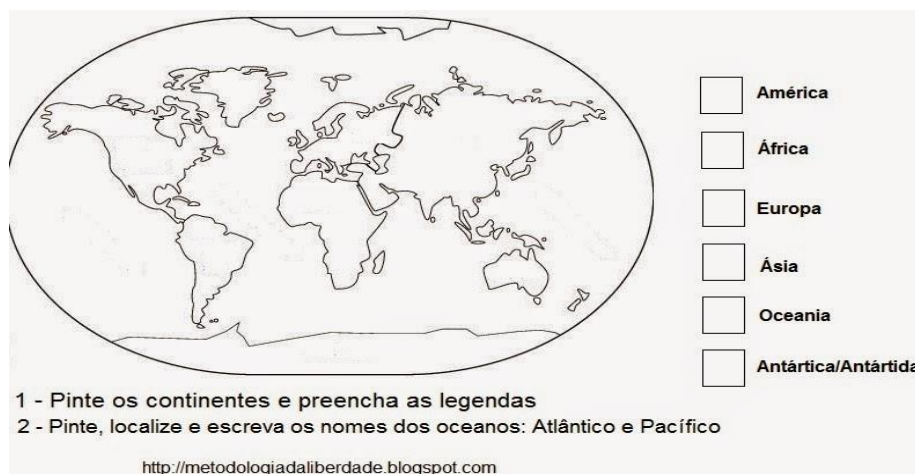 América
África
Europa
Ásia
Oceania
Antártica/Antártida
1 - Pinte os continentes e preencha as legendas
2 - Pinte, localize e escreva os nomes dos oceanos: Atlântico e Pacífico
http://metodologiadaliberdade.blogspot.com